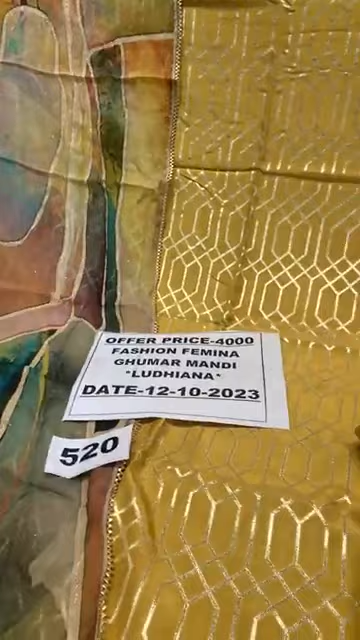 OFFER PRICE-4000
FASHION FEMINA
GHUMAR MANDI
*LUDHIANA*
DATE-12-10-2023
520